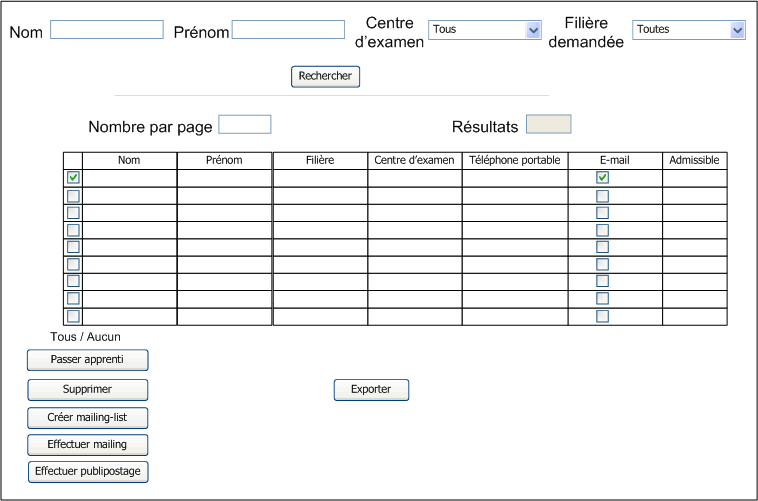 Nom Prénom Centre d'examen Tous Filière demandée Toutes
Rechercher
Nombre par page Résultats
Nom Prénom Filière Centre d'examen Téléphone portable E-mail Admissible
Tous / Aucun
Passer apprenti
Supprimer Exporter
Créer mailing-list
Effectuer mailing
Effectuer publipostage